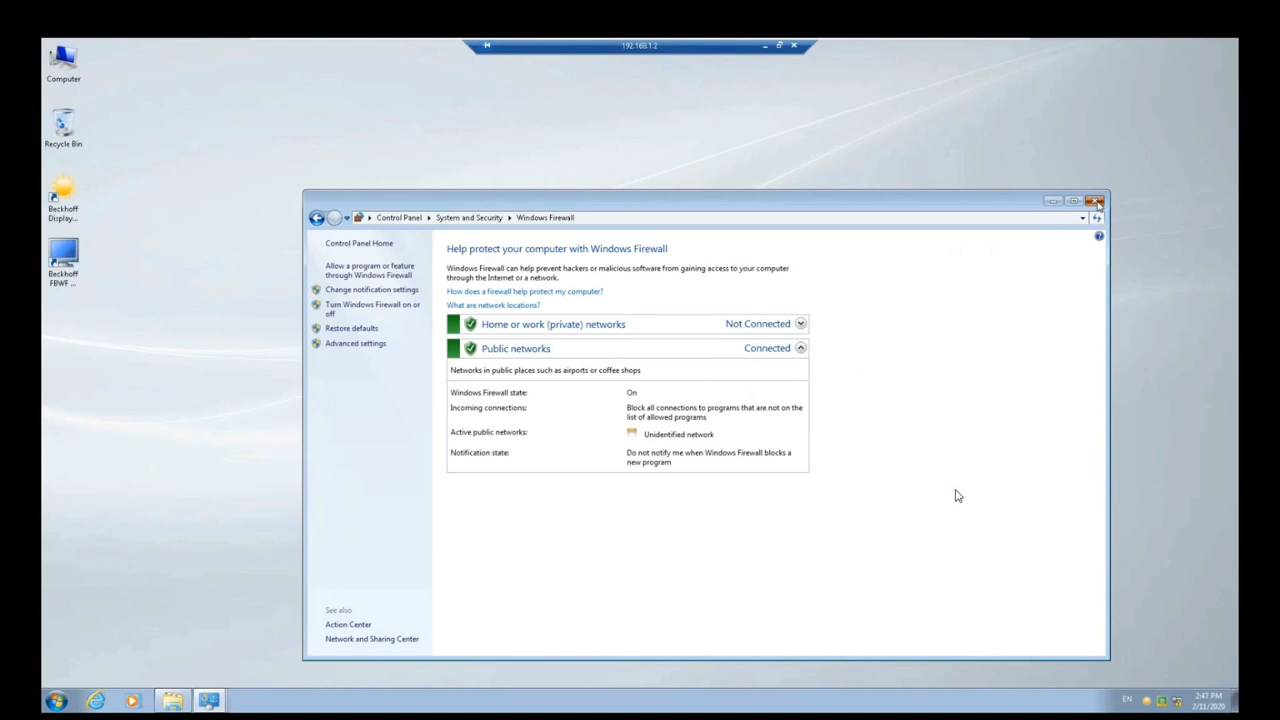 192.168.1.2
Computer
Recycle Bin
Beckhoff
Display...
Beckhoff
FBWF ...
Control Panel
System and Security
Windows Firewall
Control Panel Home
Allow a program or feature
through Windows Firewall
Change notification settings
Turn Windows Firewall on or
off
Restore defaults
Advanced settings
See also
Action Center
Network and Sharing Center
Help protect your computer with Windows Firewall
Windows Firewall can help prevent hackers or malicious software from gaining access to your computer
through the Internet or a network.
How does a firewall help protect my computer?
What are network locations?
Home or work (private) networks Not Connected
Public networks Connected
Networks in public places such as airports or coffee shops
Windows Firewall state: On
Incoming connections: Block all connections to programs that are not on the
list of allowed programs
Active public networks: Unidentified network
Notification state: Do not notify me when Windows Firewall blocks a
new program
EN
2:47 PM
2/11/2020